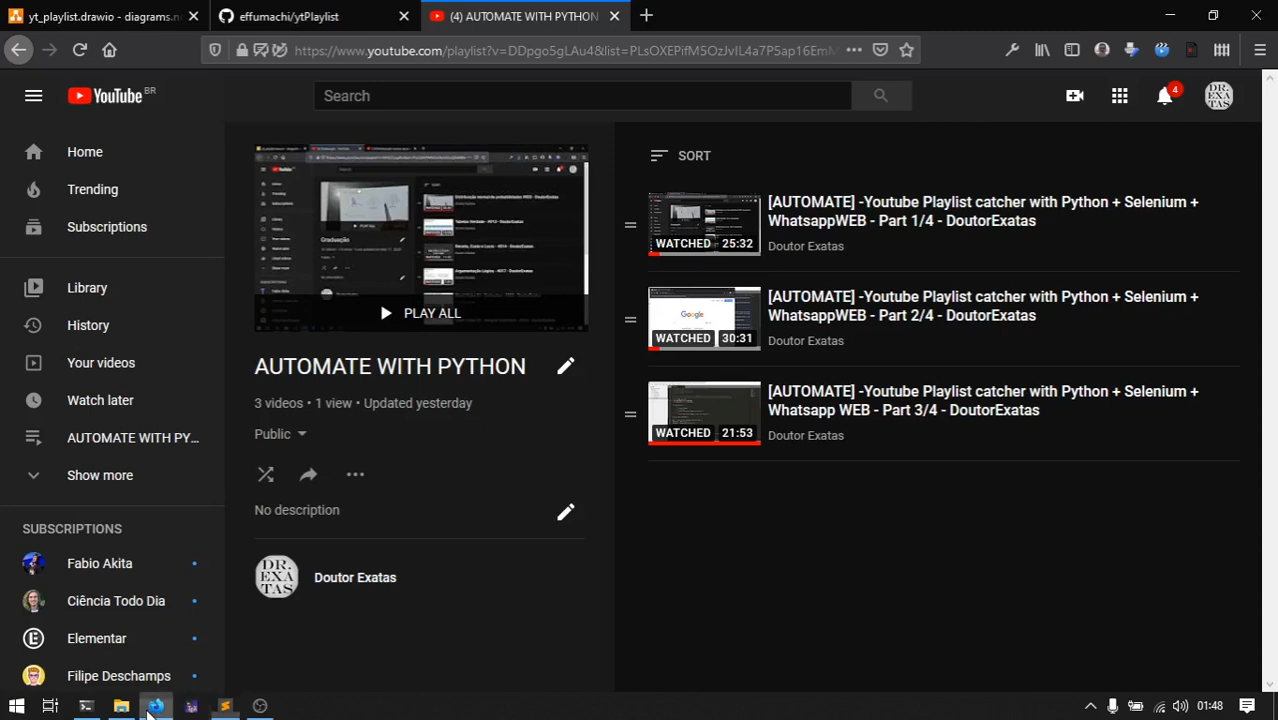 yt_playlist.drawio - diagrams.n
effumachi/ytPlaylist
(4) AUTOMATE WITH PYTHON
https://www.youtube.com/playlist?v=DDpgo5gLAu4&list=PLsOXEPifM5OzJvIL4a7P5ap16EmM
YouTube BR
Search
4
DR. EXATAS
Home
Trending
Subscriptions
Library
History
Your videos
Watch later
AUTOMATE WITH PY...
Show more
SUBSCRIPTIONS
Fabio Akita
Ciência Todo Dia
Elementar
Filipe Deschamps
Graduação
PLAY ALL
AUTOMATE WITH PYTHON
3 videos • 1 view • Updated yesterday
Public
No description
DR.
EXA
TAS
Doutor Exatas
SORT
[AUTOMATE] -Youtube Playlist catcher with Python + Selenium +
WhatsappWEB - Part 1/4 - DoutorExatas
WATCHED 25:32
Doutor Exatas
[AUTOMATE] -Youtube Playlist catcher with Python + Selenium +
WhatsappWEB - Part 2/4 - DoutorExatas
Google
WATCHED 30:31
Doutor Exatas
[AUTOMATE] -Youtube Playlist catcher with Python + Selenium +
Whatsapp WEB - Part 3/4 - DoutorExatas
WATCHED 21:53
Doutor Exatas
01:48